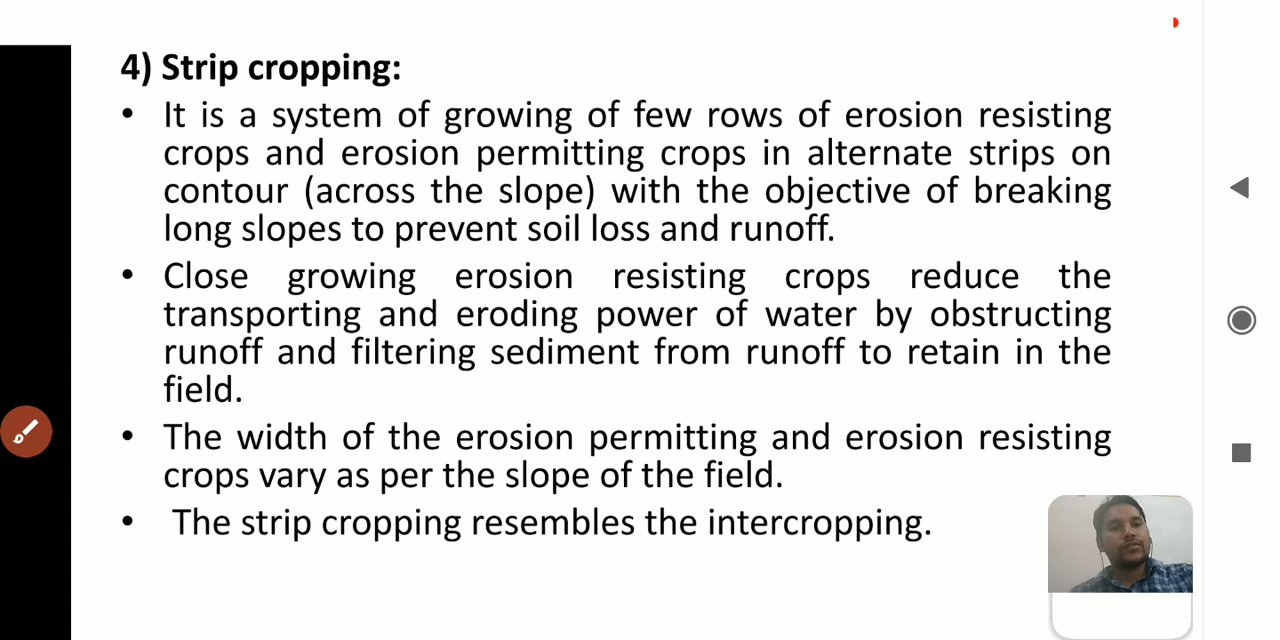 4) Strip cropping:
• It is a system of growing of few rows of erosion resisting
crops and erosion permitting crops in alternate strips on
contour (across the slope) with the objective of breaking
long slopes to prevent soil loss and runoff.
• Close growing erosion resisting crops reduce the
transporting and eroding power of water by obstructing
runoff and filtering sediment from runoff to retain in the
field.
• The width of the erosion permitting and erosion resisting
crops vary as per the slope of the field.
• The strip cropping resembles the intercropping.